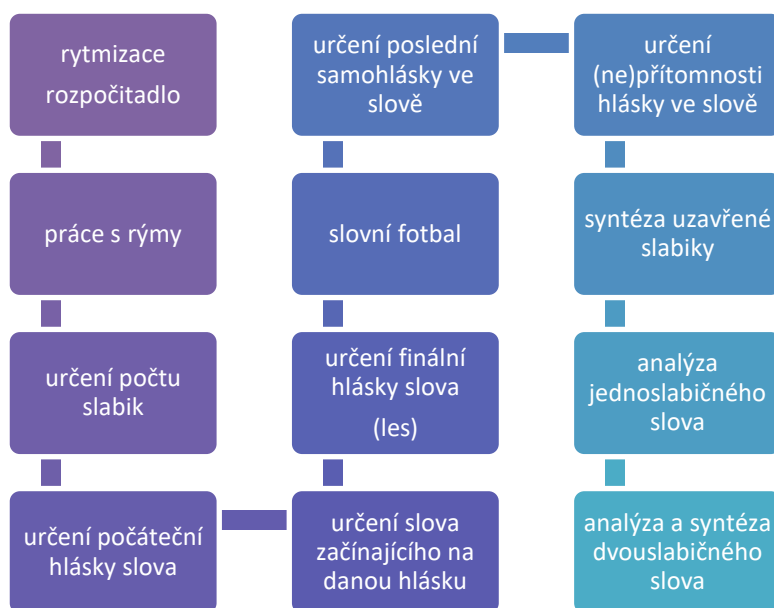 rytmizace
rozpočitadlo
práce s rýmy
určení počtu
slabik
určení počáteční
hlásky slova
určení slova
začínajícího na
danou hlásku
určení finální
hlásky slova
(les)
slovní fotbal
určení poslední
samohlásky ve
slově
určení
(ne)přítomnosti
hlásky ve slově
syntéza uzavřené
slabiky
analýza
jednoslabičného
slova
analýza a syntéza
dvouslabičného
slova